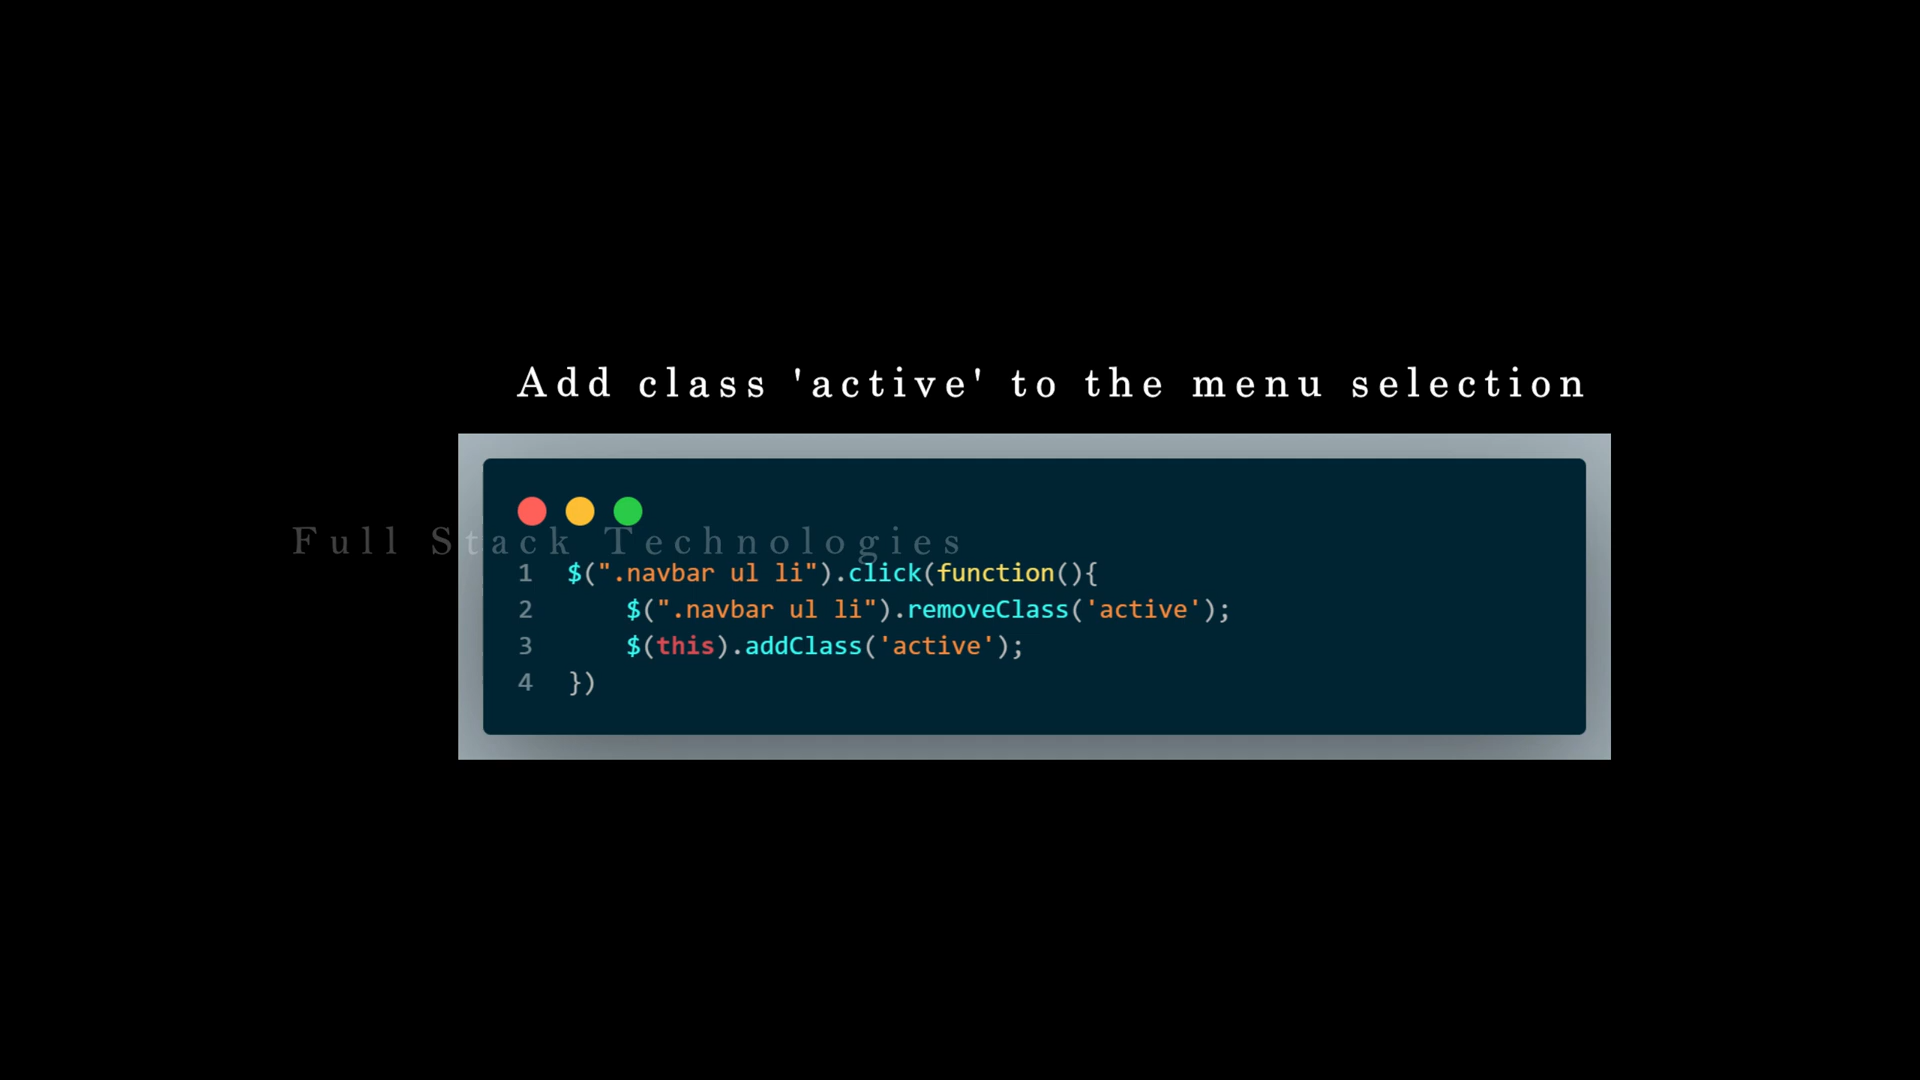 Add class 'active' to the menu selection
Full Stack Technologies
1 $(".navbar ul li").click(function(){
2     $(".navbar ul li").removeClass('active');
3     $(this).addClass('active');
4 })